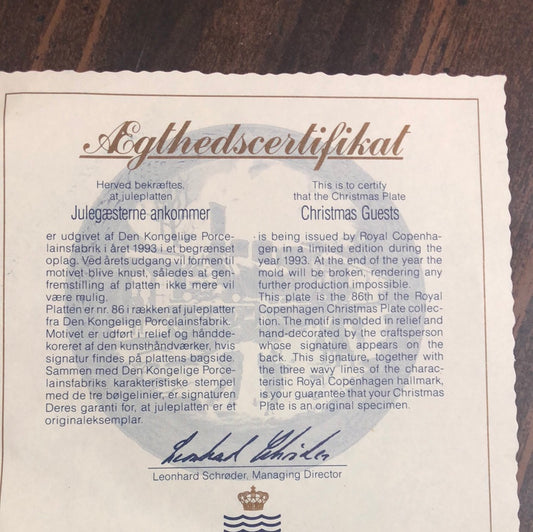 Ægthedscertifikat
Herved bekræftes,
at juleplatten
Julegæsterne ankommer
er udgivet af Den Kongelige Porce-
lainsfabrik i året 1993 i et begrænset
oplag. Ved årets udgang vil formen til
motivet blive knust, således at gen-
fremstilling af platten ikke mere vil
være mulig.
Platten er nr. 86 i rækken af juleplatter
fra Den Kongelige Porcelainsfabrik.
Motivet er udført i relief og hånddе-
koreret af den kunsthåndværker, hvis
signatur findes på plattens bagside.
Sammen med Den Kongelige Porce-
lainsfabriks karakteristiske stempel
med de tre bølgelinier, er signaturen
Deres garanti for, at juleplatten er et
originaleksemplar.
This is to certify
that the Christmas Plate
Christmas Guests
is being issued by Royal Copenha-
gen in a limited edition during the
year 1993. At the end of the year the
mold will be broken, rendering any
further production impossible.
This plate is the 86th of the Royal
Copenhagen Christmas Plate collec-
tion. The motif is molded in relief and
hand-decorated by the craftsperson
whose signature appears on the
back. This signature, together with
the three wavy lines of the charac-
teristic Royal Copenhagen hallmark,
is your guarantee that your Christmas
Plate is an original specimen.
Leonhard Schrøder
Leonhard Schrøder, Managing Director